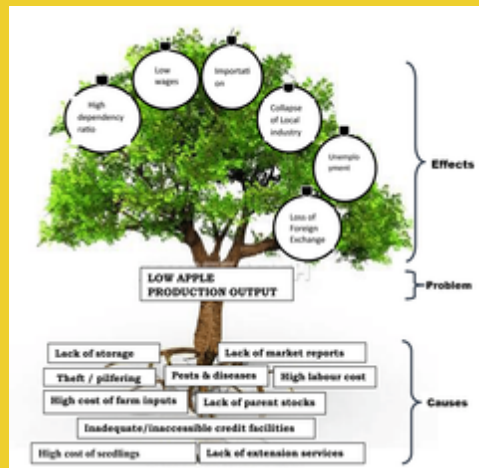 High
dependency
ratio
Low
wages
Importati
on
Collapse
of Local
industry
Unemplo
yment
Loss of
Foreign
Exchange
Effects
LOW APPLE
PRODUCTION OUTPUT
Problem
Lack of storage
Lack of market reports
Theft / pilfering
Pests & diseases
High labour cost
High cost of farm inputs
Lack of parent stocks
Inadequate/inaccessible credit facilities
High cost of seedlings
Lack of extension services
Causes